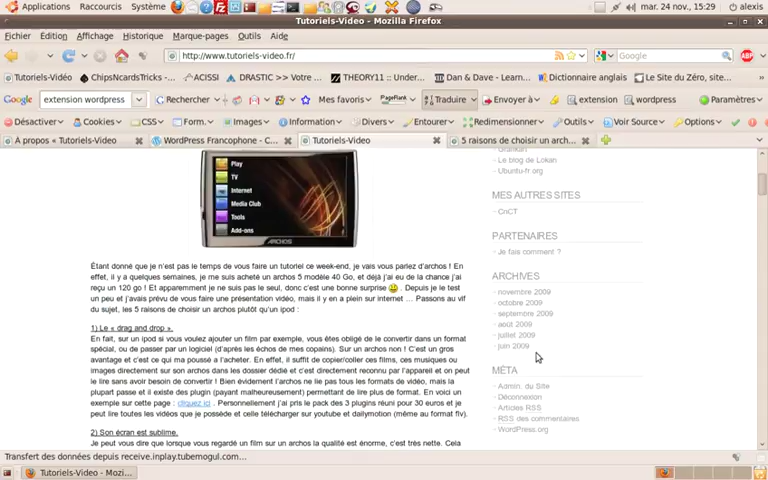 Applications Raccourcis Système mar. 24 nov., 15:29 alexis
Tutoriels-Video - Mozilla Firefox
Fichier Edition Affichage Historique Marque-pages Outils Aide
http://www.tutoriels-video.fr/ Google
Tutoriels-Vidéo ChipsNcardsTricks -... ACISSI DRASTIC >> Votre ... THEORY11 :: Under... Dan & Dave - Learn... Dictionnaire anglais Le Site du Zéro, site...
Google extension wordpress Rechercher Mes favoris PageRank Traduire Envoyer à extension wordpress Paramètres
Désactiver Cookies CSS Form. Images Information Divers Entourer Redimensionner Outils Voir Source Options
À propos « Tutoriels-Video WordPress Francophone - C... Tutoriels-Video 5 raisons de choisir un arch...
Play
TV
Internet
Media Club
Tools
Add-ons
ARCHOS
Étant donné que je n'est pas le temps de vous faire un tutoriel ce week-end, je vais vous parlez d'archos ! En
effet, il y a quelques semaines, je me suis acheté un archos 5 modèle 40 Go, et déjà j'ai eu de la chance j'ai
reçu un 120 go ! Et apparement je ne suis pas le seul, donc c'est une bonne surprise . Depuis je le test
un peu et j'avais prévu de vous faire une présentation vidéo, mais il y en a plein sur internet ... Passons au vif
du sujet, les 5 raisons de choisir un archos plutôt qu'un ipod :
1) Le « drag and drop ».
En fait, sur un ipod si vous voulez ajouter un film par exemple, vous êtes obligé de le convertir dans un format
spécial, ou de passer par un logiciel (d'après les échos de mes copains). Sur un archos non ! C'est un gros
avantage et c'est ce qui ma poussé a l'acheter. En effet, il suffit de copier/coller ces films, ces musiques ou
images directement sur son archos dans les dossier dédié et c'est directement reconnu par l'appareil et on peut
le lire sans avoir besoin de convertir ! Bien évidement l'archos ne lie pas tous les formats de vidéo, mais la
plupart passe et il existe des plugin (payant malheureusement) permettant de lire plus de format. En voici un
exemple sur cette page : cliquez ici . Personnellement j'ai pris le pack des 3 plugins réuni pour 30 euros et je
peut lire toutes les vidéos que je possède et celle télécharger sur youtube et dailymotion (même au format flv).
2) Son écran est sublime.
Je peut vous dire que lorsque vous regardé un film sur un archos la qualité est énorme, c'est très nette. Cela
Le blog de Lokan
Ubuntu-fr.org
MES AUTRES SITES
CnCT
PARTENAIRES
Je fais comment ?
ARCHIVES
novembre 2009
octobre 2009
septembre 2009
août 2009
juillet 2009
juin 2009
MÉTA
Admin. du Site
Déconnexion
Articles RSS
RSS des commentaires
WordPress.org
Transfert des données depuis receive.inplay.tubemogul.com...
Tutoriels-Video - Mozi...